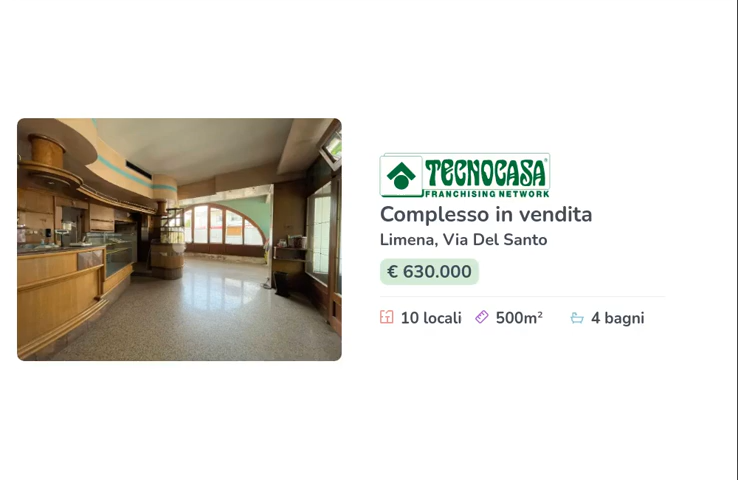 TECNOCASA
FRANCHISING NETWORK
Complesso in vendita
Limena, Via Del Santo
€ 630.000
10 locali 500m² 4 bagni